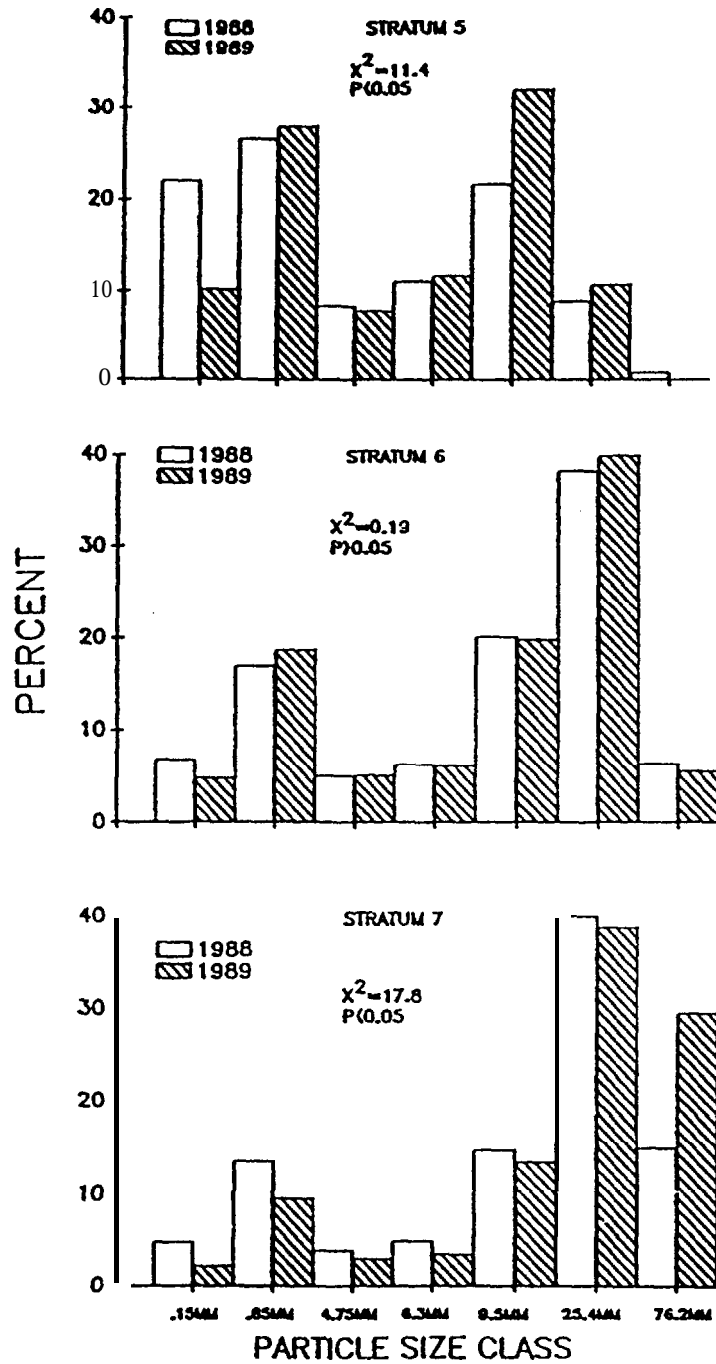 40
1988
1989
STRATUM 5
X²=11.4
P<0.05
30
20
10
0
PERCENT
40
1988
1989
STRATUM 6
X²=0.19
P>0.05
30
20
10
0
40
1988
1989
STRATUM 7
X²=17.8
P<0.05
30
20
10
0
.15MM .85MM 4.75MM 6.3MM 9.5MM 25.4MM 76.2MM
PARTICLE SIZE CLASS